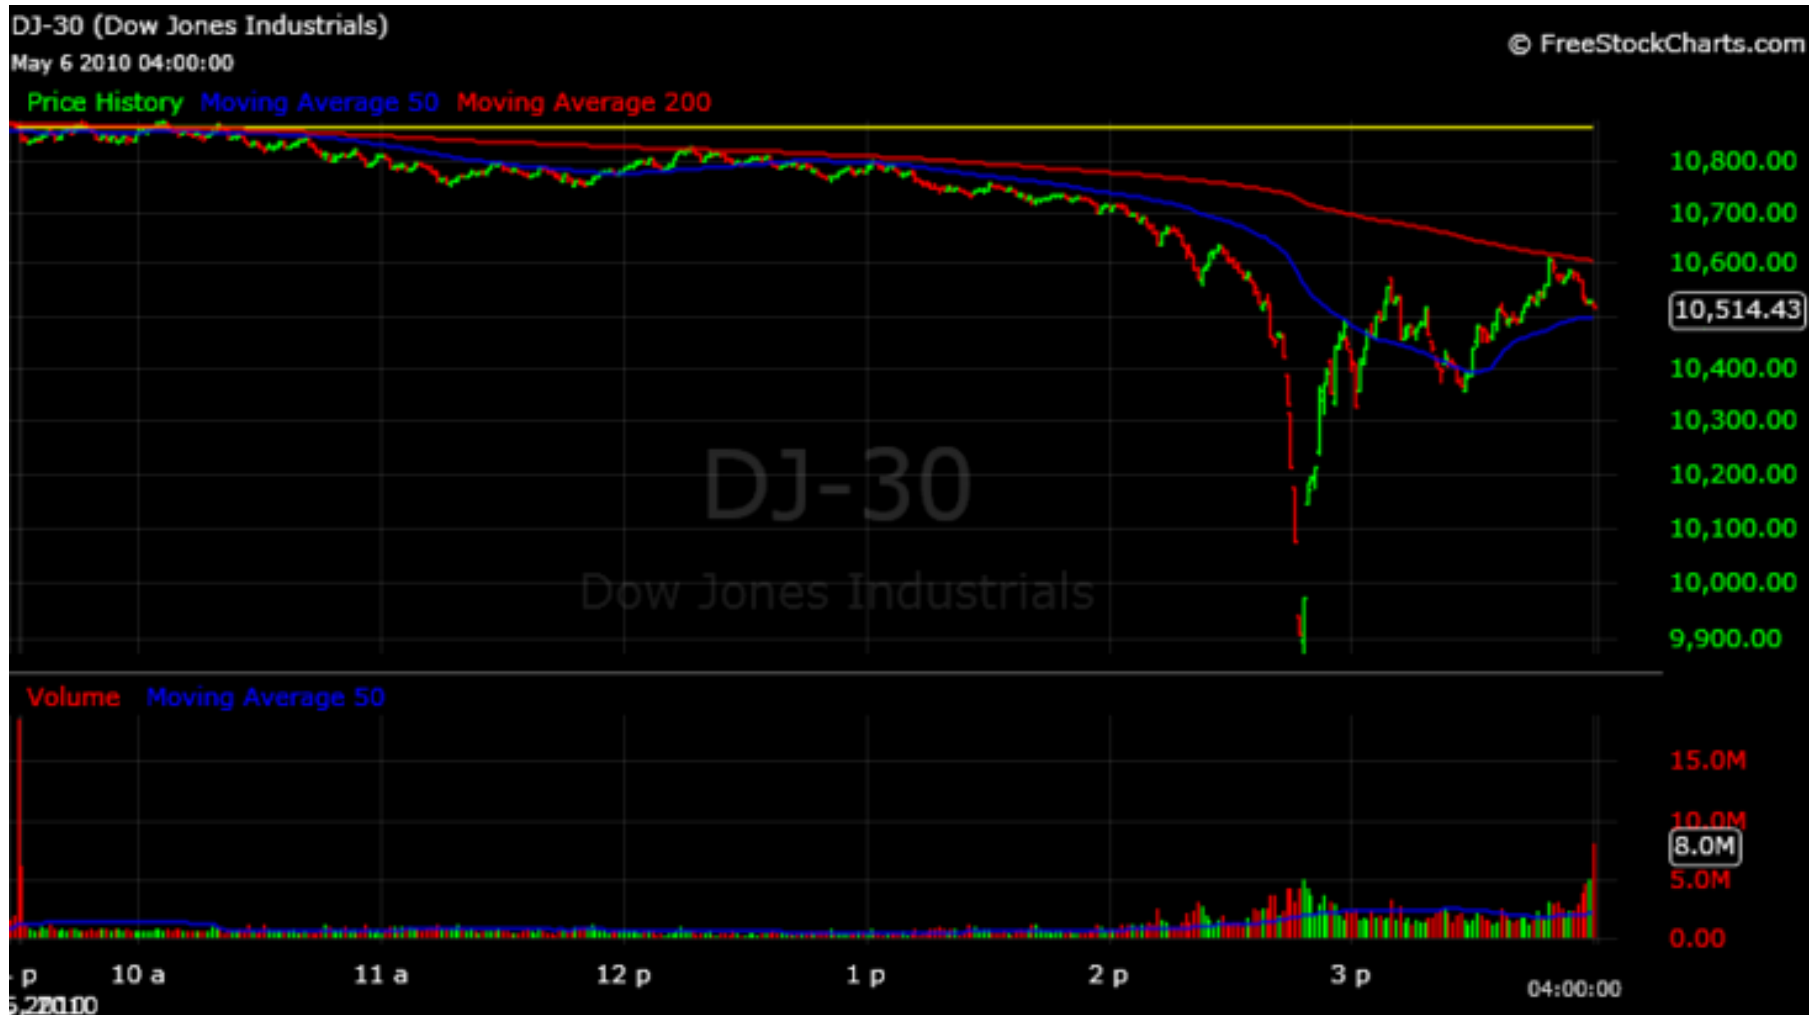 DJ-30 (Dow Jones Industrials)
© FreeStockCharts.com
May 6 2010 04:00:00
Price History Moving Average 50 Moving Average 200
10,800.00
10,700.00
10,600.00
10,514.43
10,400.00
10,300.00
DJ-30
10,200.00
10,100.00
Dow Jones Industrials
10,000.00
9,900.00
Volume Moving Average 50
15.0M
10.0M
8.0M
5.0M
0.00
p 10 a 11 a 12 p 1 p 2 p 3 p
04:00:00